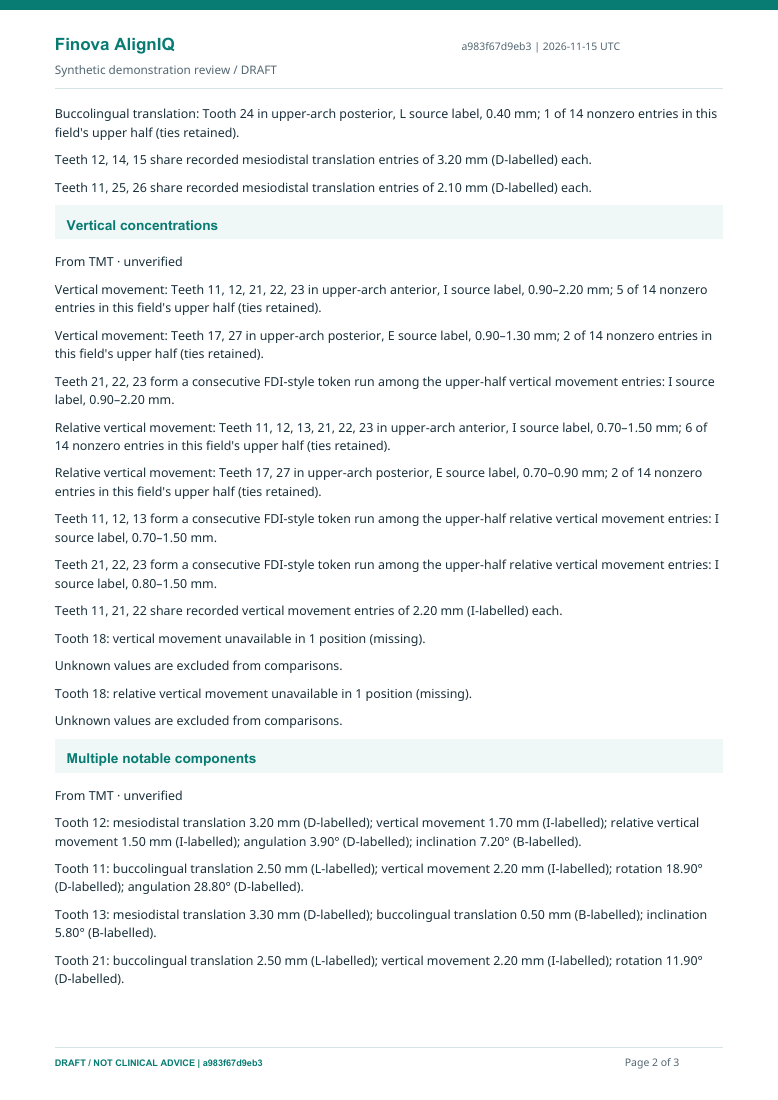 Finova AlignIQ
a983f67d9eb3 | 2026-11-15 UTC
Synthetic demonstration review / DRAFT
Buccolingual translation: Tooth 24 in upper-arch posterior, L source label, 0.40 mm; 1 of 14 nonzero entries in this
field's upper half (ties retained).
Teeth 12, 14, 15 share recorded mesiodistal translation entries of 3.20 mm (D-labelled) each.
Teeth 11, 25, 26 share recorded mesiodistal translation entries of 2.10 mm (D-labelled) each.
Vertical concentrations
From TMT · unverified
Vertical movement: Teeth 11, 12, 21, 22, 23 in upper-arch anterior, I source label, 0.90–2.20 mm; 5 of 14 nonzero
entries in this field's upper half (ties retained).
Vertical movement: Teeth 17, 27 in upper-arch posterior, E source label, 0.90–1.30 mm; 2 of 14 nonzero entries in
this field's upper half (ties retained).
Teeth 21, 22, 23 form a consecutive FDI-style token run among the upper-half vertical movement entries: I source
label, 0.90–2.20 mm.
Relative vertical movement: Teeth 11, 12, 13, 21, 22, 23 in upper-arch anterior, I source label, 0.70–1.50 mm; 6 of
14 nonzero entries in this field's upper half (ties retained).
Relative vertical movement: Teeth 17, 27 in upper-arch posterior, E source label, 0.70–0.90 mm; 2 of 14 nonzero
entries in this field's upper half (ties retained).
Teeth 11, 12, 13 form a consecutive FDI-style token run among the upper-half relative vertical movement entries: I
source label, 0.70–1.50 mm.
Teeth 21, 22, 23 form a consecutive FDI-style token run among the upper-half relative vertical movement entries: I
source label, 0.80–1.50 mm.
Teeth 11, 21, 22 share recorded vertical movement entries of 2.20 mm (I-labelled) each.
Tooth 18: vertical movement unavailable in 1 position (missing).
Unknown values are excluded from comparisons.
Tooth 18: relative vertical movement unavailable in 1 position (missing).
Unknown values are excluded from comparisons.
Multiple notable components
From TMT · unverified
Tooth 12: mesiodistal translation 3.20 mm (D-labelled); vertical movement 1.70 mm (I-labelled); relative vertical
movement 1.50 mm (I-labelled); angulation 3.90° (D-labelled); inclination 7.20° (B-labelled).
Tooth 11: buccolingual translation 2.50 mm (L-labelled); vertical movement 2.20 mm (I-labelled); rotation 18.90°
(D-labelled); angulation 28.80° (D-labelled).
Tooth 13: mesiodistal translation 3.30 mm (D-labelled); buccolingual translation 0.50 mm (B-labelled); inclination
5.80° (B-labelled).
Tooth 21: buccolingual translation 2.50 mm (L-labelled); vertical movement 2.20 mm (I-labelled); rotation 11.90°
(D-labelled).
DRAFT / NOT CLINICAL ADVICE | a983f67d9eb3
Page 2 of 3